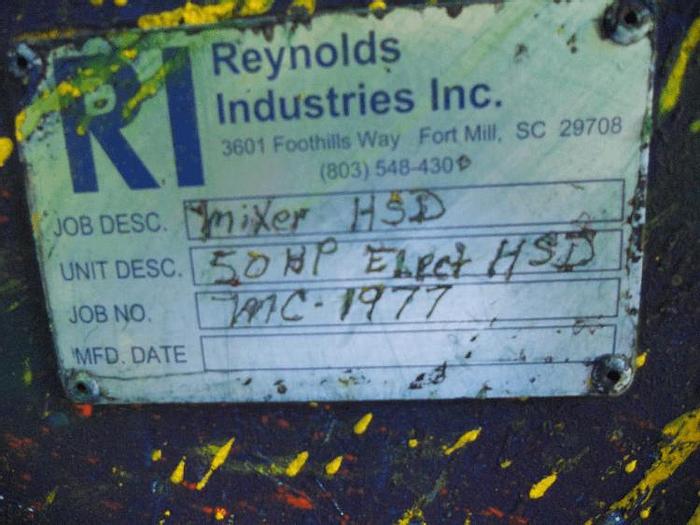 RI
Reynolds
Industries Inc.
3601 Foothills Way Fort Mill, SC 29708
(803) 548-4300
JOB DESC. mixer HSD
UNIT DESC. 50 HP Elect HSD
JOB NO. MC-1977
MFD. DATE